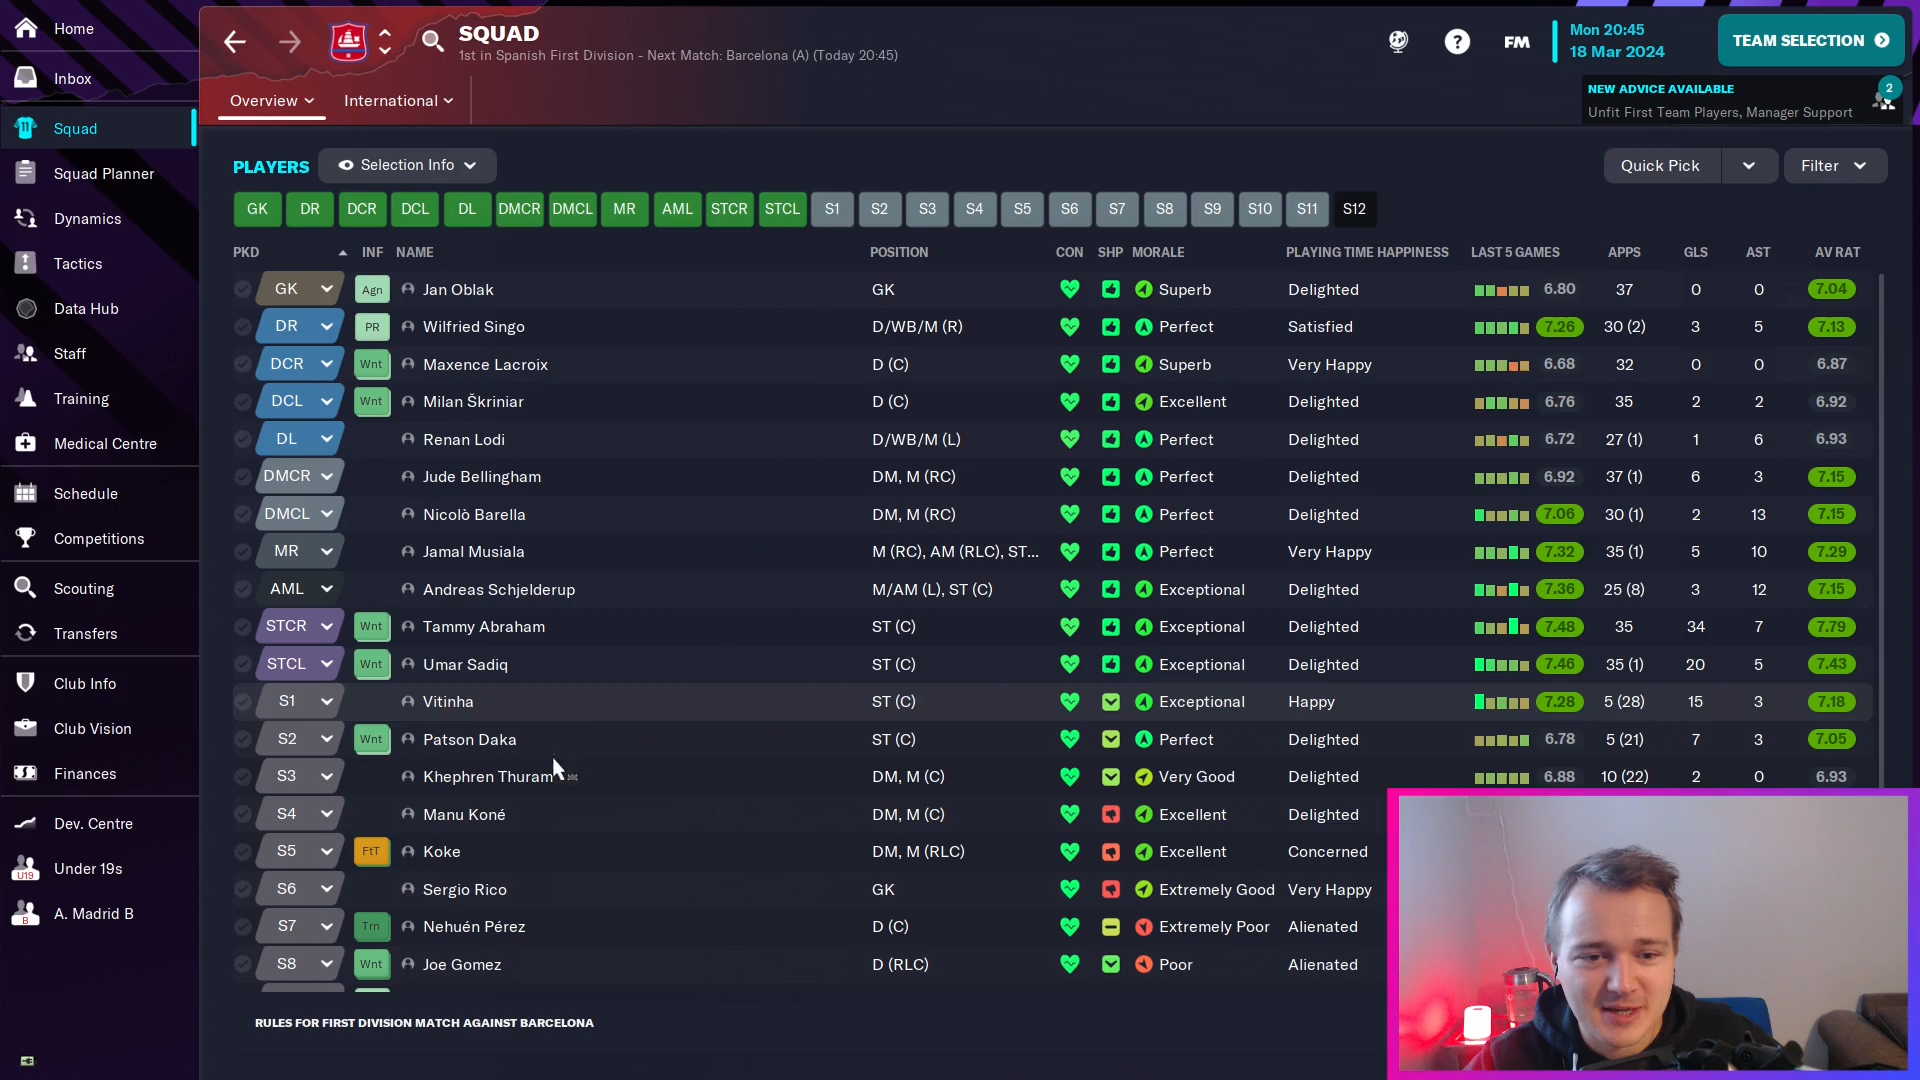 Home
Inbox
Squad
Squad Planner
Dynamics
Tactics
Data Hub
Staff
Training
Medical Centre
Schedule
Competitions
Scouting
Transfers
Club Info
Club Vision
Finances
Dev. Centre
U19 Under 19s
B A. Madrid B
SQUAD
1st in Spanish First Division - Next Match: Barcelona (A) (Today 20:45)
? FM
Mon 20:45
18 Mar 2024
TEAM SELECTION
Overview International
NEW ADVICE AVAILABLE 2
Unfit First Team Players, Manager Support
PLAYERS Selection Info Quick Pick Filter
GK DR DCR DCL DL DMCR DMCL MR AML STCR STCL S1 S2 S3 S4 S5 S6 S7 S8 S9 S10 S11 S12
PKD INF NAME POSITION CON SHP MORALE PLAYING TIME HAPPINESS LAST 5 GAMES APPS GLS AST AV RAT
GK Agn Jan Oblak GK Superb Delighted 6.80 37 0 0 7.04
DR PR Wilfried Singo D/WB/M (R) Perfect Satisfied 7.26 30 (2) 3 5 7.13
DCR Wnt Maxence Lacroix D (C) Superb Very Happy 6.68 32 0 0 6.87
DCL Wnt Milan Škriniar D (C) Excellent Delighted 6.76 35 2 2 6.92
DL Renan Lodi D/WB/M (L) Perfect Delighted 6.72 27 (1) 1 6 6.93
DMCR Jude Bellingham DM, M (RC) Perfect Delighted 6.92 37 (1) 6 3 7.15
DMCL Nicolò Barella DM, M (RC) Perfect Delighted 7.06 30 (1) 2 13 7.15
MR Jamal Musiala M (RC), AM (RLC), ST... Perfect Very Happy 7.32 35 (1) 5 10 7.29
AML Andreas Schjelderup M/AM (L), ST (C) Exceptional Delighted 7.36 25 (8) 3 12 7.15
STCR Wnt Tammy Abraham ST (C) Exceptional Delighted 7.48 35 34 7 7.79
STCL Wnt Umar Sadiq ST (C) Exceptional Delighted 7.46 35 (1) 20 5 7.43
S1 Vitinha ST (C) Exceptional Happy 7.28 5 (28) 15 3 7.18
S2 Wnt Patson Daka ST (C) Perfect Delighted 6.78 5 (21) 7 3 7.05
S3 Khephren Thuram DM, M (C) Very Good Delighted 6.88 10 (22) 2 0 6.93
S4 Manu Koné DM, M (C) Excellent Delighted
S5 FtT Koke DM, M (RLC) Excellent Concerned
S6 Sergio Rico GK Extremely Good Very Happy
S7 Trn Nehuén Pérez D (C) Extremely Poor Alienated
S8 Wnt Joe Gomez D (RLC) Poor Alienated
RULES FOR FIRST DIVISION MATCH AGAINST BARCELONA